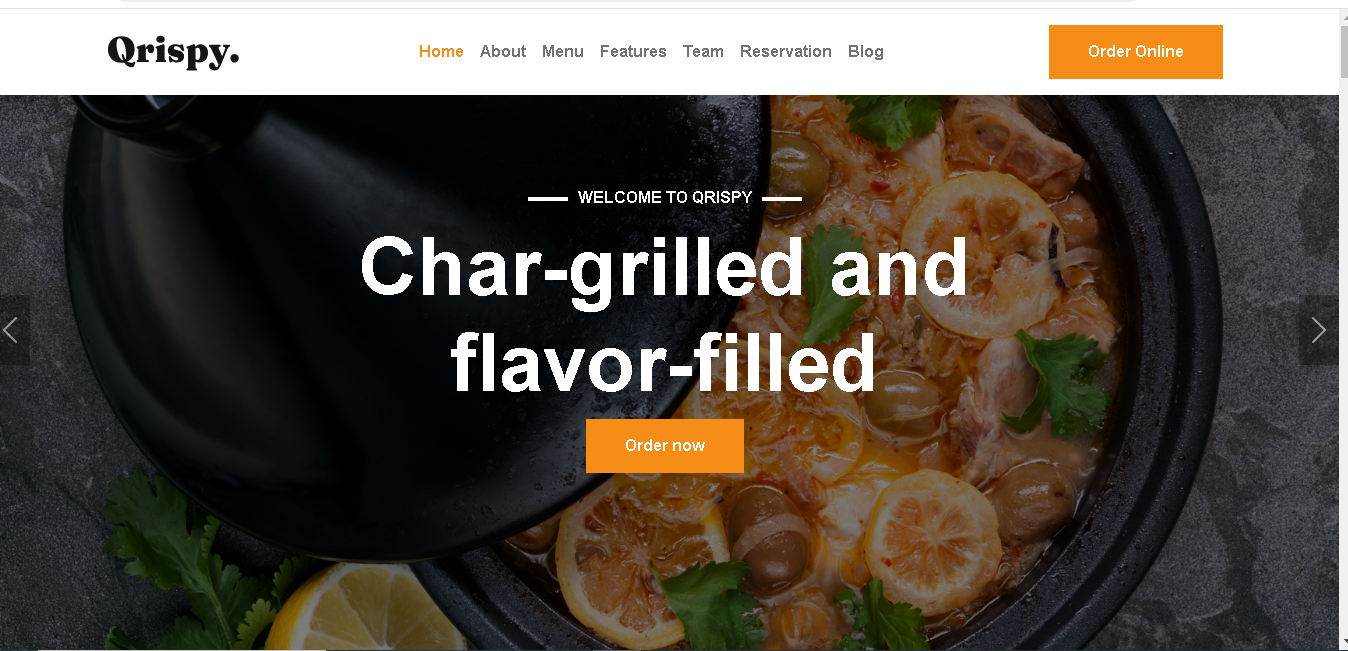 Qrispy.
Home About Menu Features Team Reservation Blog
Order Online
WELCOME TO QRISPY
Char-grilled and
flavor-filled
Order now